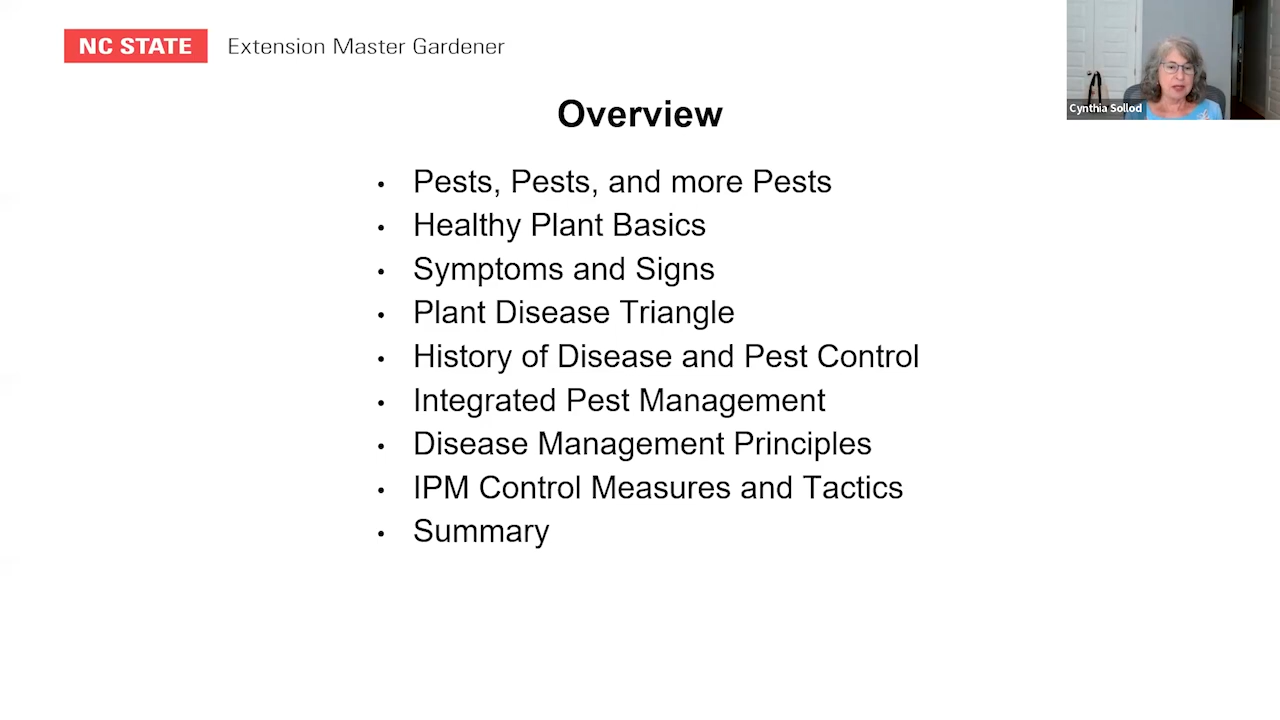 NC STATE Extension Master Gardener
Cynthia Sollod
Overview
• Pests, Pests, and more Pests
• Healthy Plant Basics
• Symptoms and Signs
• Plant Disease Triangle
• History of Disease and Pest Control
• Integrated Pest Management
• Disease Management Principles
• IPM Control Measures and Tactics
• Summary